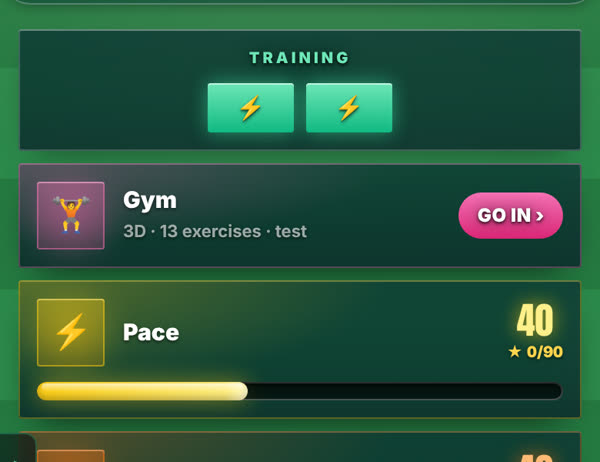 TRAINING
Gym
3D · 13 exercises · test
GO IN ›
Pace
40
★ 0/90